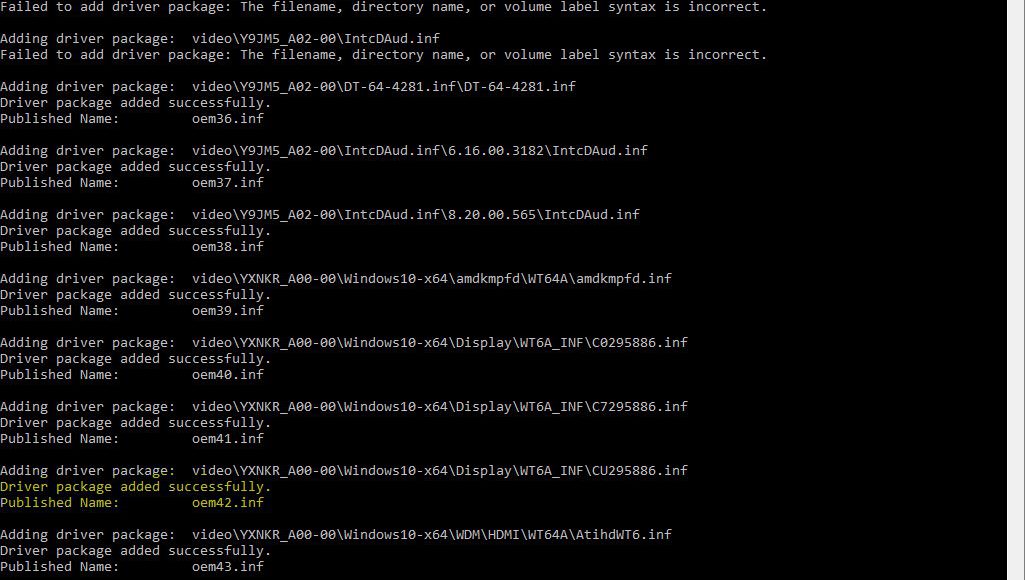 Failed to add driver package: The filename, directory name, or volume label syntax is incorrect.
Adding driver package:  video\Y9JM5_A02-00\IntcDAud.inf
Failed to add driver package: The filename, directory name, or volume label syntax is incorrect.
Adding driver package:  video\Y9JM5_A02-00\DT-64-4281.inf\DT-64-4281.inf
Driver package added successfully.
Published Name:         oem36.inf
Adding driver package:  video\Y9JM5_A02-00\IntcDAud.inf\6.16.00.3182\IntcDAud.inf
Driver package added successfully.
Published Name:         oem37.inf
Adding driver package:  video\Y9JM5_A02-00\IntcDAud.inf\8.20.00.565\IntcDAud.inf
Driver package added successfully.
Published Name:         oem38.inf
Adding driver package:  video\YXNKR_A00-00\Windows10-x64\amdkmpfd\WT64A\amdkmpfd.inf
Driver package added successfully.
Published Name:         oem39.inf
Adding driver package:  video\YXNKR_A00-00\Windows10-x64\Display\WT6A_INF\C0295886.inf
Driver package added successfully.
Published Name:         oem40.inf
Adding driver package:  video\YXNKR_A00-00\Windows10-x64\Display\WT6A_INF\C7295886.inf
Driver package added successfully.
Published Name:         oem41.inf
Adding driver package:  video\YXNKR_A00-00\Windows10-x64\Display\WT6A_INF\CU295886.inf
Driver package added successfully.
Published Name:         oem42.inf
Adding driver package:  video\YXNKR_A00-00\Windows10-x64\WDM\HDMI\WT64A\AtihdWT6.inf
Driver package added successfully.
Published Name:         oem43.inf